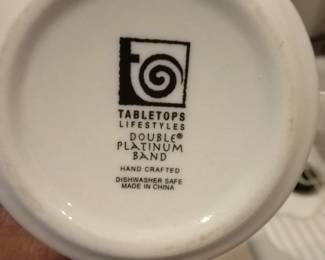 TABLETOPS
LIFESTYLES
DOUBLE®
PLATINUM
BAND
HAND CRAFTED
DISHWASHER SAFE
MADE IN CHINA